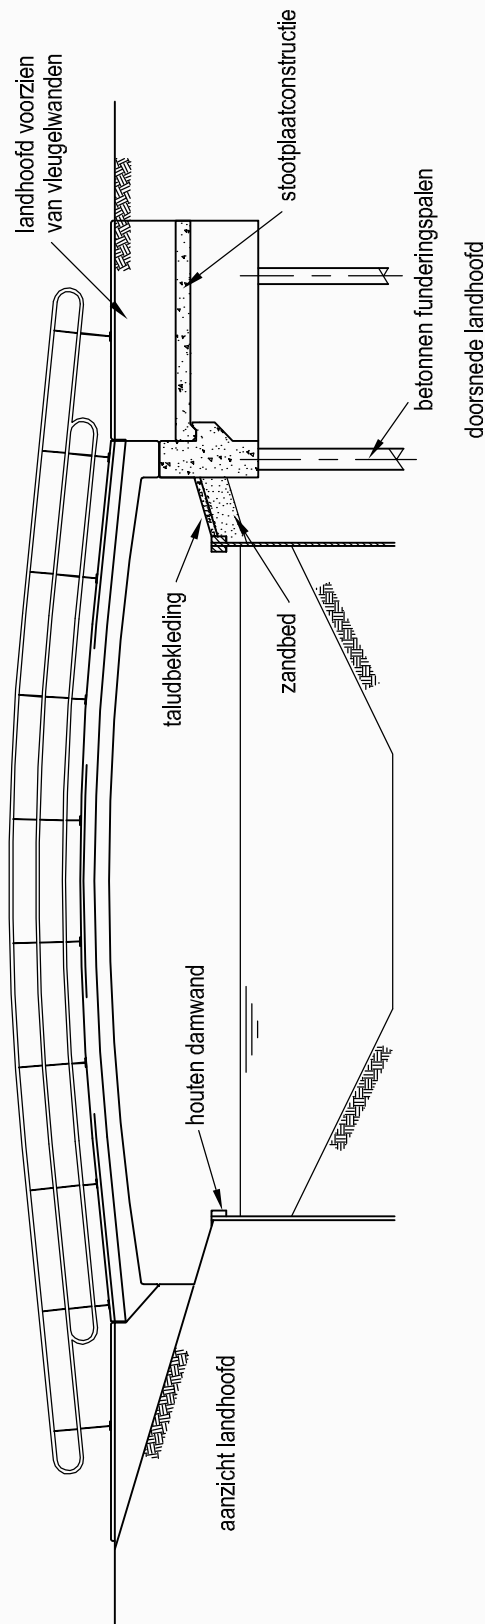 landhoofd voorzien
van vleugelwanden
stootplaatconstructie
betonnen funderingspalen
doorsnede landhoofd
taludbekleding
zandbed
houten damwand
aanzicht landhoofd